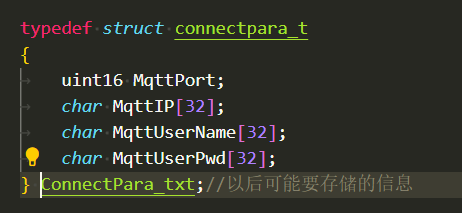 typedef struct connectpara_t
{
    uint16 MqttPort;
    char MqttIP[32];
    char MqttUserName[32];
    char MqttUserPwd[32];
} ConnectPara_txt;//以后可能要存储的信息